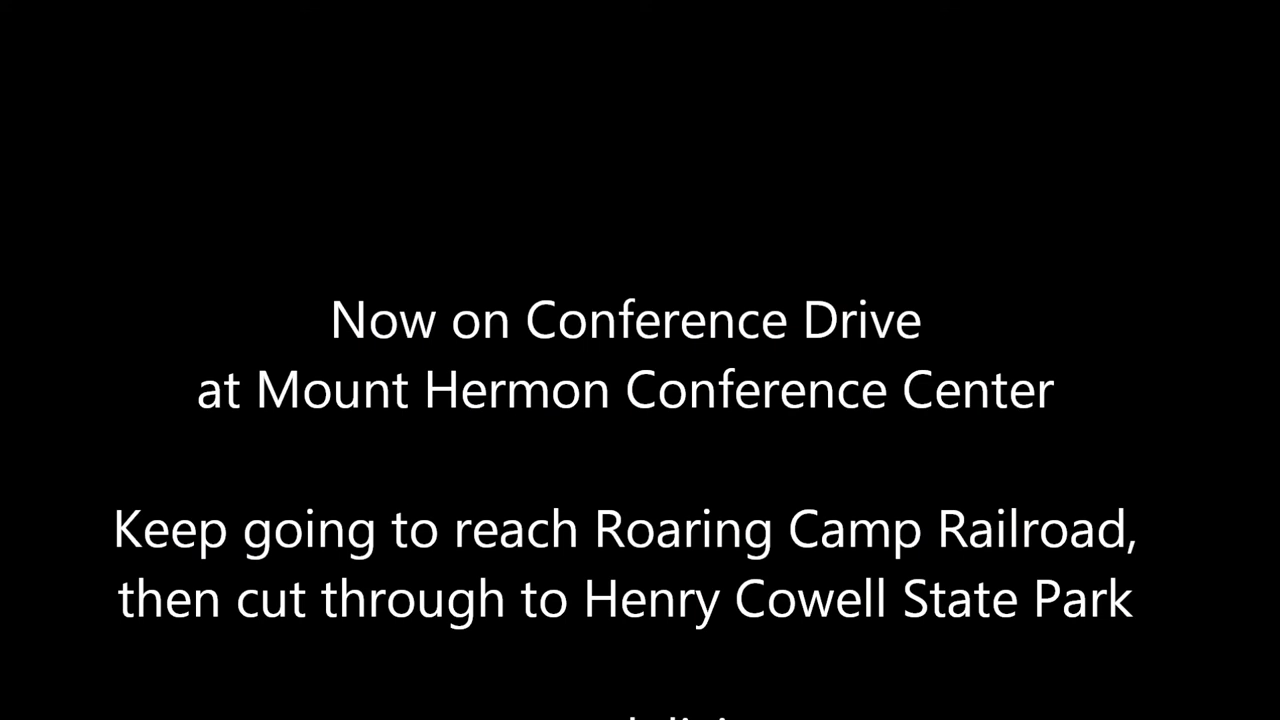 Now on Conference Drive
at Mount Hermon Conference Center
Keep going to reach Roaring Camp Railroad,
then cut through to Henry Cowell State Park